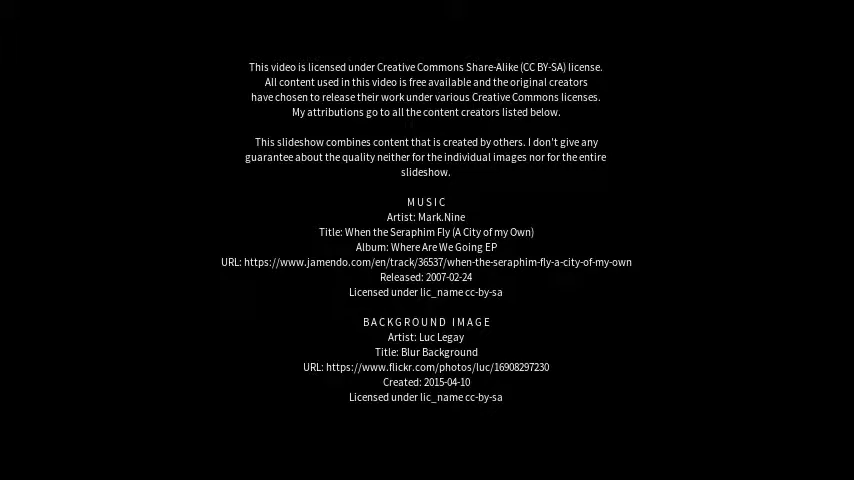 This video is licensed under Creative Commons Share-Alike (CC BY-SA) license.
All content used in this video is free available and the original creators
have chosen to release their work under various Creative Commons licenses.
My attributions go to all the content creators listed below.
This slideshow combines content that is created by others. I don't give any
guarantee about the quality neither for the individual images nor for the entire
slideshow.
MUSIC
Artist: Mark.Nine
Title: When the Seraphim Fly (A City of my Own)
Album: Where Are We Going EP
URL: https://www.jamendo.com/en/track/36537/when-the-seraphim-fly-a-city-of-my-own
Released: 2007-02-24
Licensed under lic_name cc-by-sa
BACKGROUND IMAGE
Artist: Luc Legay
Title: Blur Background
URL: https://www.flickr.com/photos/luc/16908297230
Created: 2015-04-10
Licensed under lic_name cc-by-sa